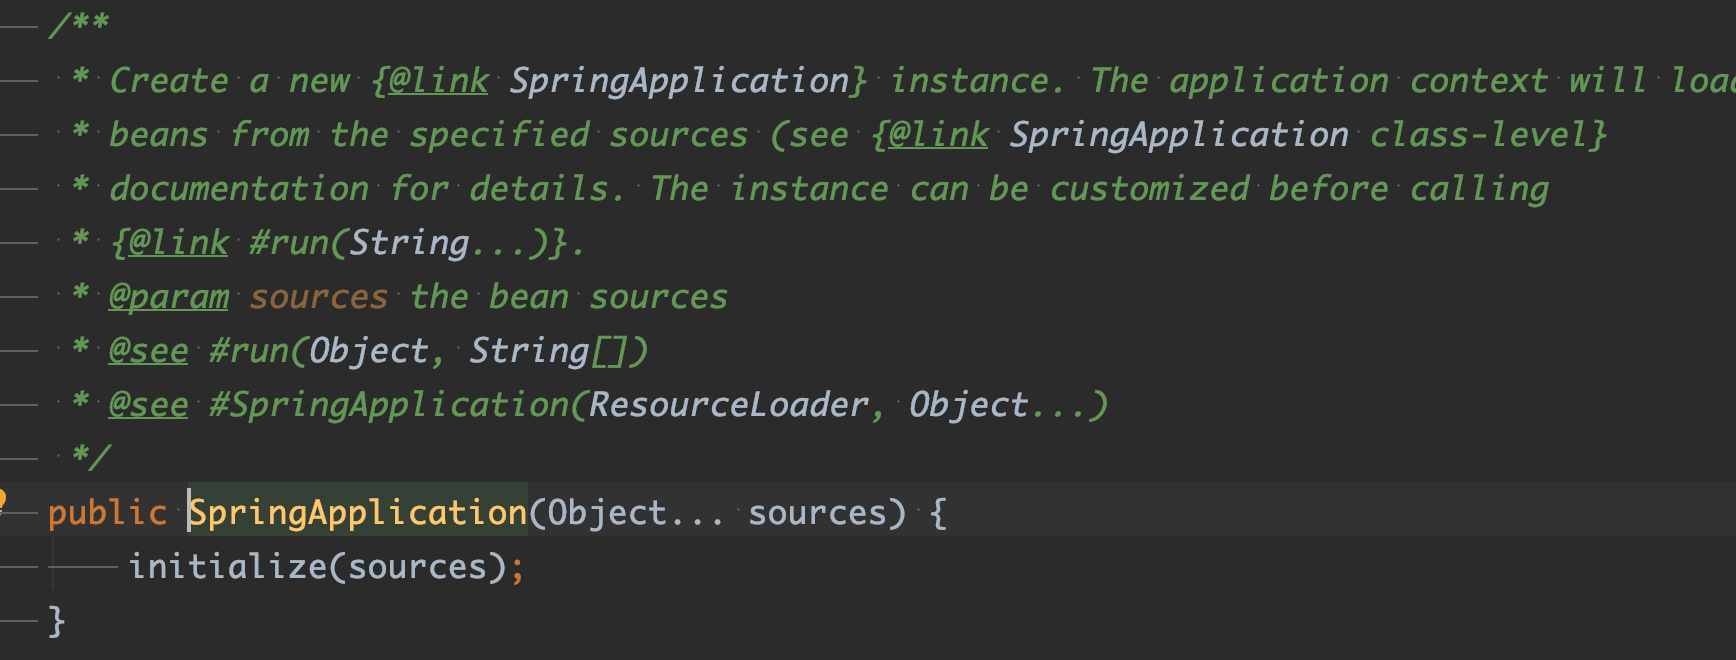 /**
* Create a new {@link SpringApplication} instance. The application context will
* beans from the specified sources (see {@link SpringApplication class-level}
* documentation for details. The instance can be customized before calling
* {@link #run(String...)}.
* @param sources the bean sources
* @see #run(Object, String[])
* @see #SpringApplication(ResourceLoader, Object...)
*/
public SpringApplication(Object... sources) {
initialize(sources);
}